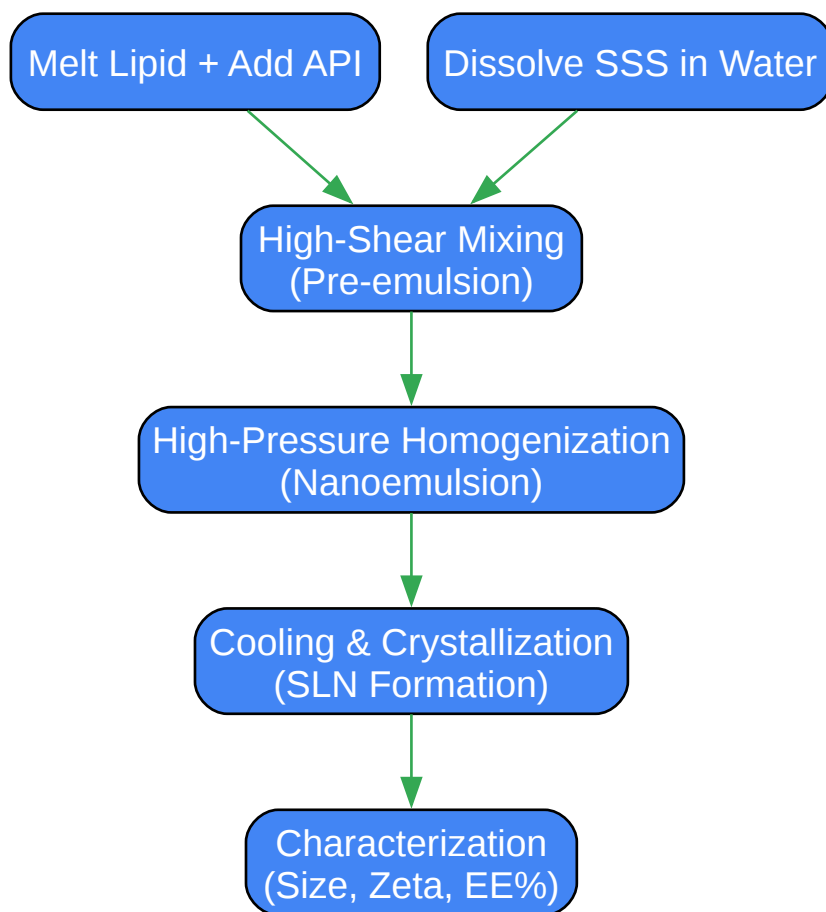 Melt Lipid + Add API
Dissolve SSS in Water
High-Shear Mixing
(Pre-emulsion)
High-Pressure Homogenization
(Nanoemulsion)
Cooling & Crystallization
(SLN Formation)
Characterization
(Size, Zeta, EE%)